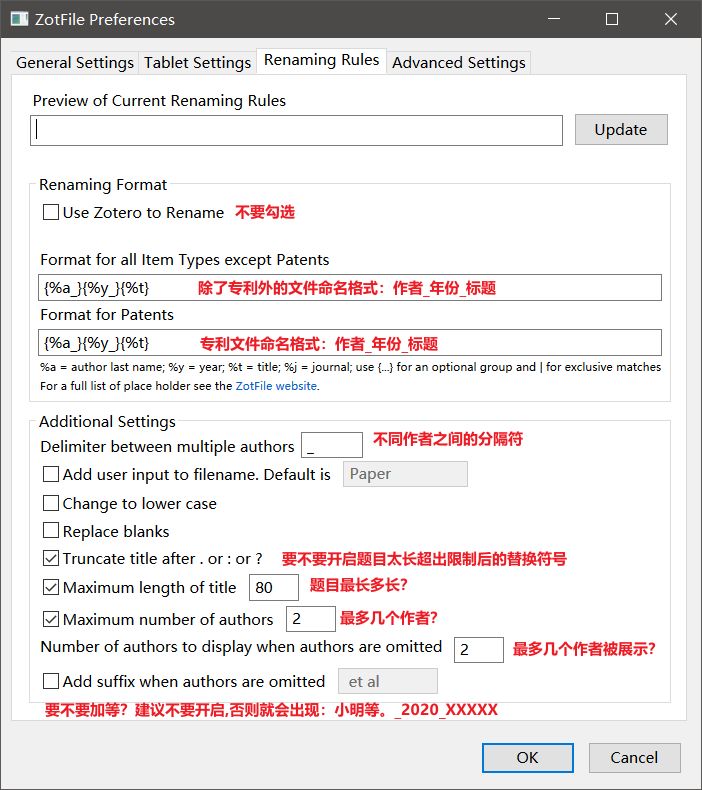 ZotFile Preferences
General Settings Tablet Settings Renaming Rules Advanced Settings
Preview of Current Renaming Rules
Update
Renaming Format
Use Zotero to Rename 不要勾选
Format for all Item Types except Patents
{%a_}{%y_}{%t} 除了专利外的文件命名格式：作者_年份_标题
Format for Patents
{%a_}{%y_}{%t} 专利文件命名格式：作者_年份_标题
%a = author last name; %y = year; %t = title; %j = journal; use {...} for an optional group and | for exclusive matches
For a full list of place holder see the ZotFile website.
Additional Settings
Delimiter between multiple authors _ 不同作者之间的分隔符
Add user input to filename. Default is Paper
Change to lower case
Replace blanks
Truncate title after . or : or ? 要不要开启题目太长超出限制后的替换符号
Maximum length of title 80 题目最长多长?
Maximum number of authors 2 最多几个作者?
Number of authors to display when authors are omitted 2 最多几个作者被展示?
Add suffix when authors are omitted et al
要不要加等？建议不要开启,否则就会出现：小明等。_2020_XXXXX
OK Cancel